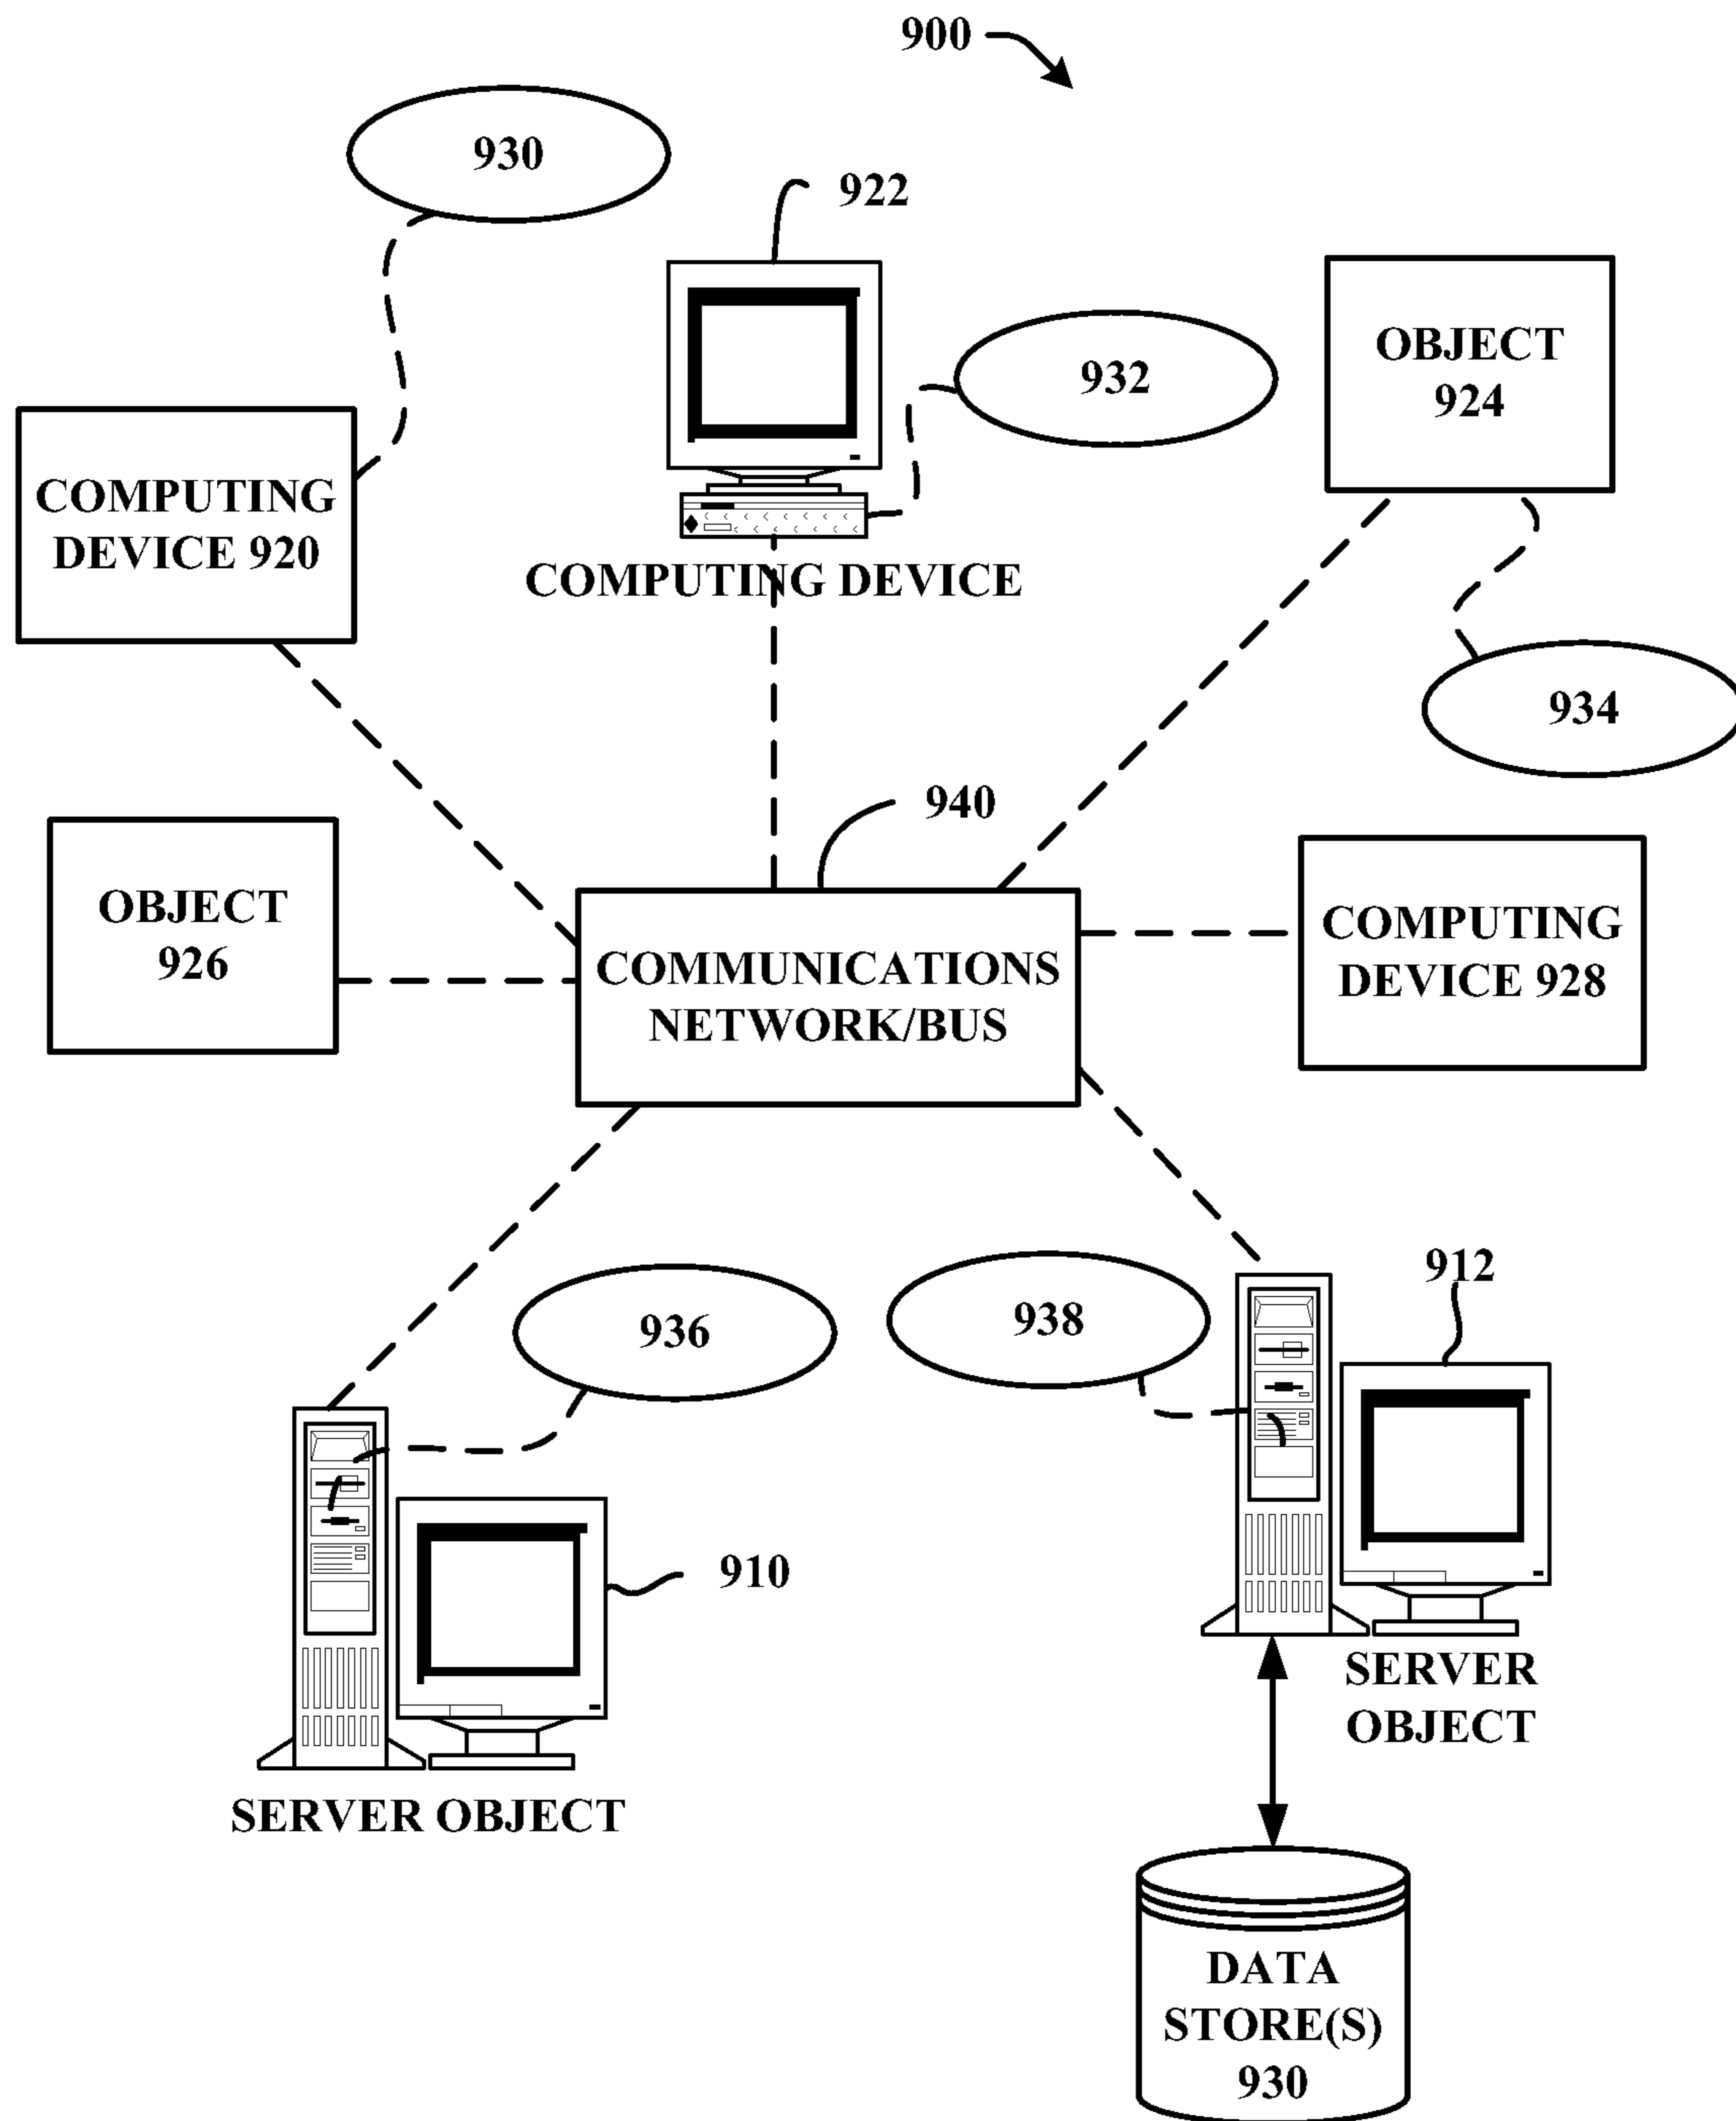 900
930
922
932
OBJECT
924
COMPUTING
DEVICE 920
COMPUTING DEVICE
934
940
OBJECT
926
COMMUNICATIONS
NETWORK/BUS
COMPUTING
DEVICE 928
936
938
912
910
SERVER
OBJECT
SERVER OBJECT
DATA
STORE(S)
930